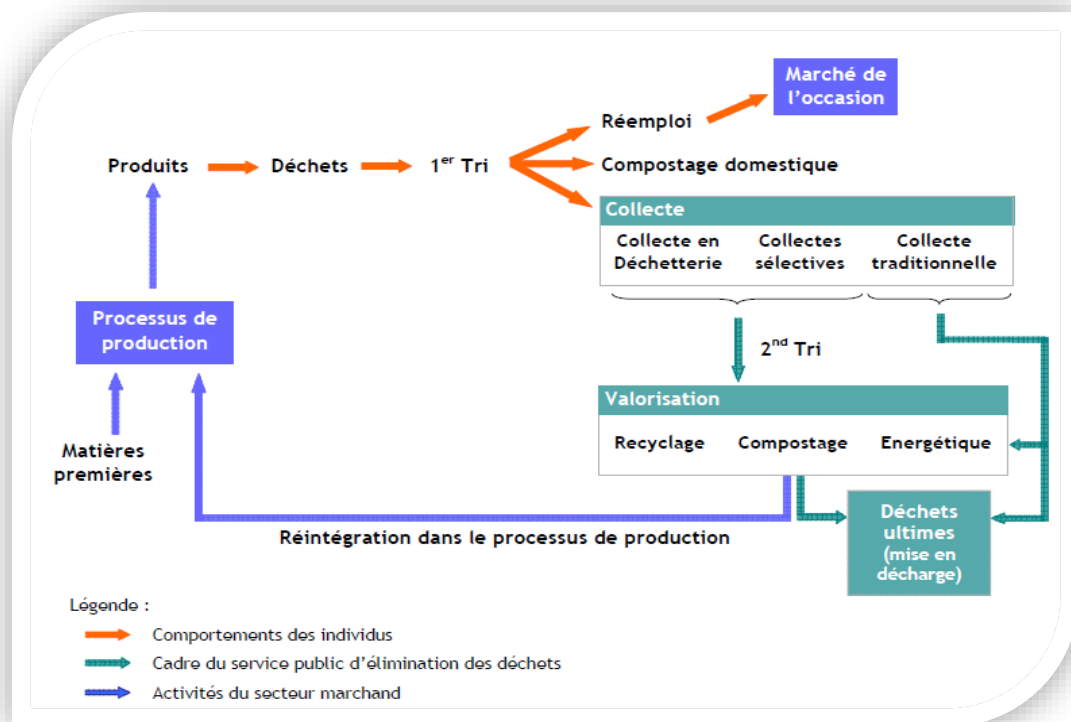 Marché de
l'occasion
Réemploi
Produits
Déchets
1er Tri
Compostage domestique
Collecte
Collecte en
Déchetterie
Collectes
sélectives
Collecte
traditionnelle
Processus de
production
2nd Tri
Valorisation
Recyclage
Compostage
Energétique
Matières
premières
Déchets
ultimes
(mise en
décharge)
Réintégration dans le processus de production
Légende :
Comportements des individus
Cadre du service public d'élimination des déchets
Activités du secteur marchand